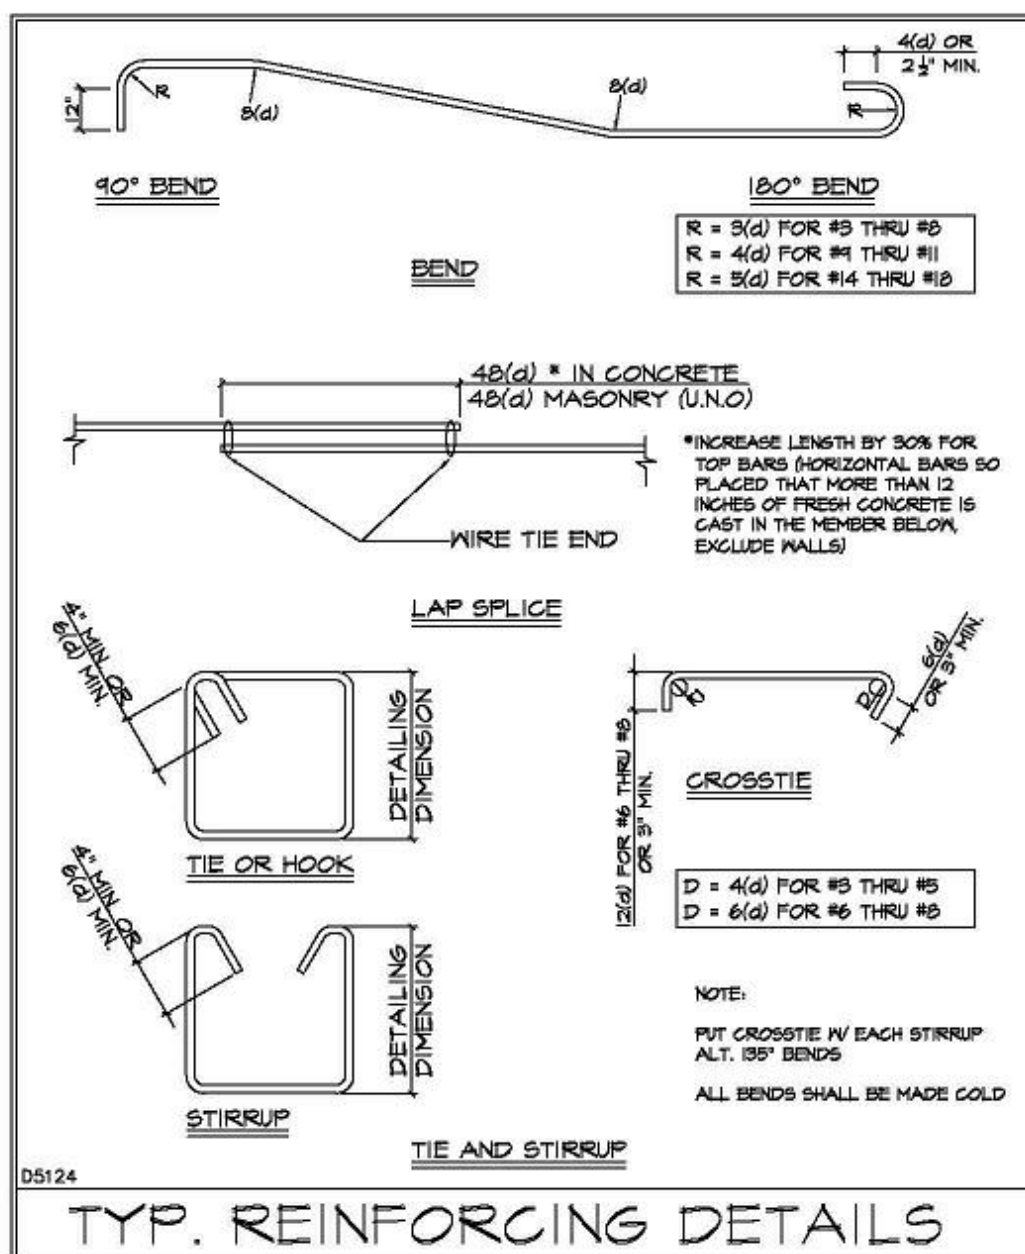 4(d) OR
2 1/2" MIN.
12"
R
8(d)
8(d)
R
90° BEND
180° BEND
R = 3(d) FOR #3 THRU #8
R = 4(d) FOR #9 THRU #11
R = 5(d) FOR #14 THRU #18
BEND
48(d) * IN CONCRETE
48(d) MASONRY (U.N.O)
*INCREASE LENGTH BY 30% FOR
TOP BARS (HORIZONTAL BARS SO
PLACED THAT MORE THAN 12
INCHES OF FRESH CONCRETE IS
CAST IN THE MEMBER BELOW,
EXCLUDE WALLS)
WIRE TIE END
LAP SPLICE
4" MIN OR
6(d) MIN.
DETAILING
DIMENSION
TIE OR HOOK
12(d) FOR #6 THRU #8
OR 3" MIN.
D
D
6(d)
OR 3" MIN.
CROSSTIE
D = 4(d) FOR #3 THRU #5
D = 6(d) FOR #6 THRU #8
4" MIN OR
6(d) MIN.
DETAILING
DIMENSION
STIRRUP
NOTE:
PUT CROSSTIE W/ EACH STIRRUP
ALT. 135° BENDS
ALL BENDS SHALL BE MADE COLD
TIE AND STIRRUP
D5124
TYP. REINFORCING DETAILS